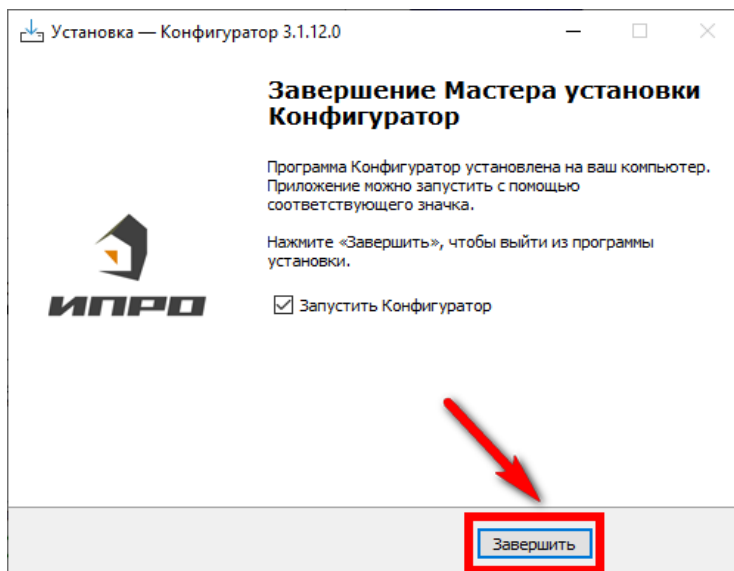 Установка — Конфигуратор 3.1.12.0
Завершение Мастера установки
Конфигуратор
Программа Конфигуратор установлена на ваш компьютер.
Приложение можно запустить с помощью
соответствующего значка.
Нажмите «Завершить», чтобы выйти из программы
установки.
ИПРО
Запустить Конфигуратор
Завершить